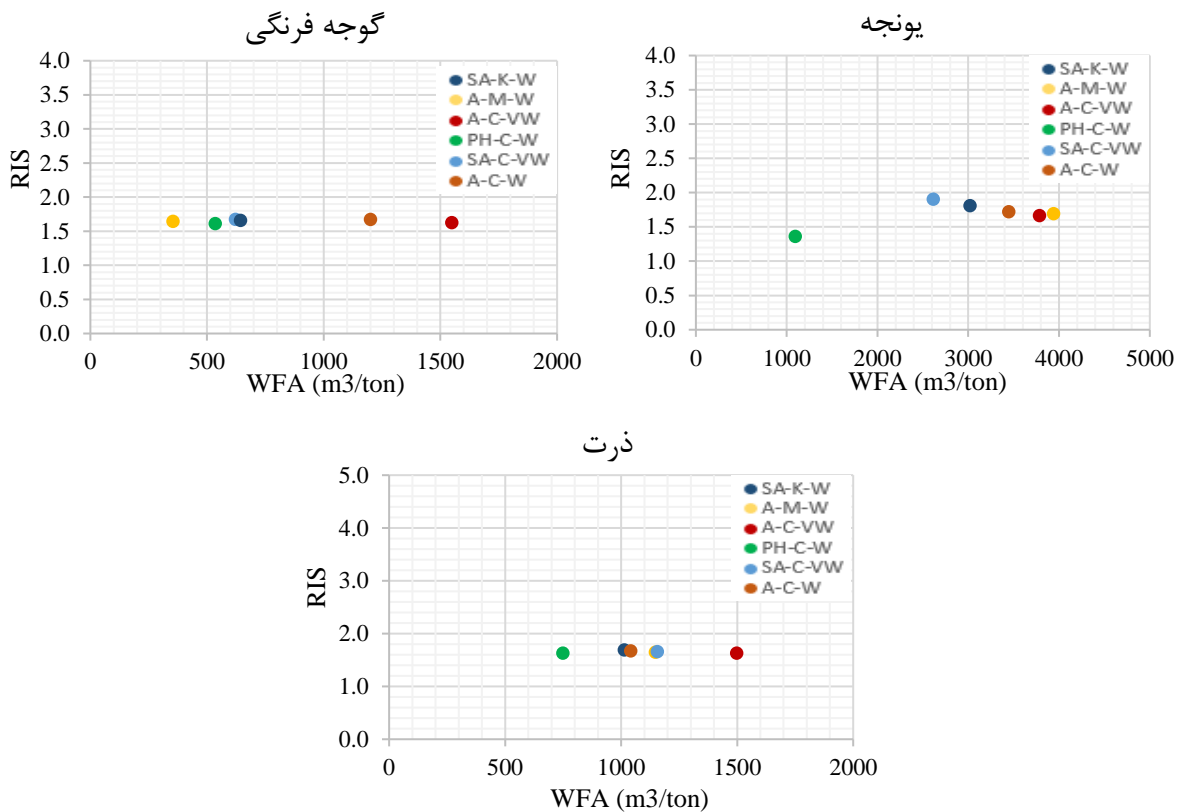 گوجه فرنگی
4.0
3.5
3.0
2.5
2.0
1.5
1.0
0.5
0.0
RIS
SA-K-W
A-M-W
A-C-VW
PH-C-W
SA-C-VW
A-C-W
0 500 1000 1500 2000
WFA (m3/ton)
یونجه
4.0
3.5
3.0
2.5
2.0
1.5
1.0
0.5
0.0
RIS
SA-K-W
A-M-W
A-C-VW
PH-C-W
SA-C-VW
A-C-W
0 1000 2000 3000 4000 5000
WFA (m3/ton)
ذرت
5.0
4.0
3.0
2.0
1.0
0.0
RIS
SA-K-W
A-M-W
A-C-VW
PH-C-W
SA-C-VW
A-C-W
0 500 1000 1500 2000
WFA (m3/ton)